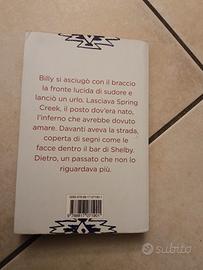 Billy si asciugò con il braccio
la fronte lucida di sudore e
lanciò un urlo. Lasciava Spring
Creek, il posto dov'era nato,
l'inferno che avrebbe dovuto
amare. Davanti aveva la strada,
coperta di segni come le
facce dentro il bar di Shelby.
Dietro, un passato che non lo
riguardava più.
subito